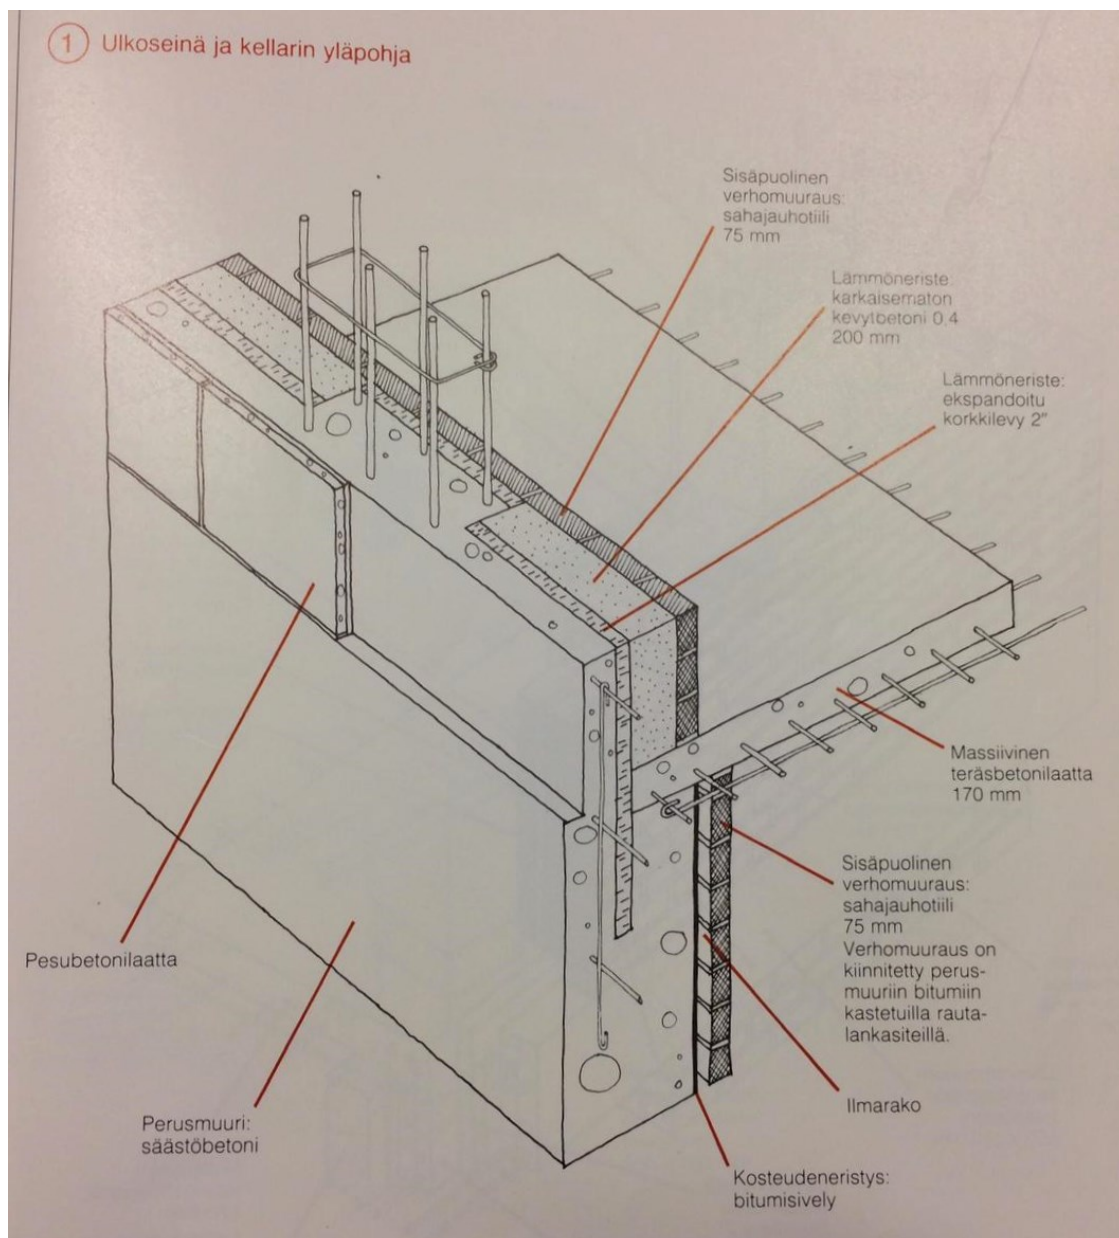 1 Ulkoseinä ja kellarin yläpohja
Sisäpuolinen
verhomuuraus:
sahajauhotiili
75 mm
Lämmöneriste:
karkaisematon
kevytbetoni 0,4
200 mm
Lämmöneriste:
ekspandoitu
korkkilevy 2"
Massiivinen
teräsbetonilaatta
170 mm
Sisäpuolinen
verhomuuraus:
sahajauhotiili
75 mm
Verhomuuraus on
kiinnitetty perus-
muuriin bitumiin
kastetuilla rauta-
lankasiteillä.
Pesubetonilaatta
Ilmarako
Perusmuuri:
säästöbetoni
Kosteudeneristys:
bitumisively